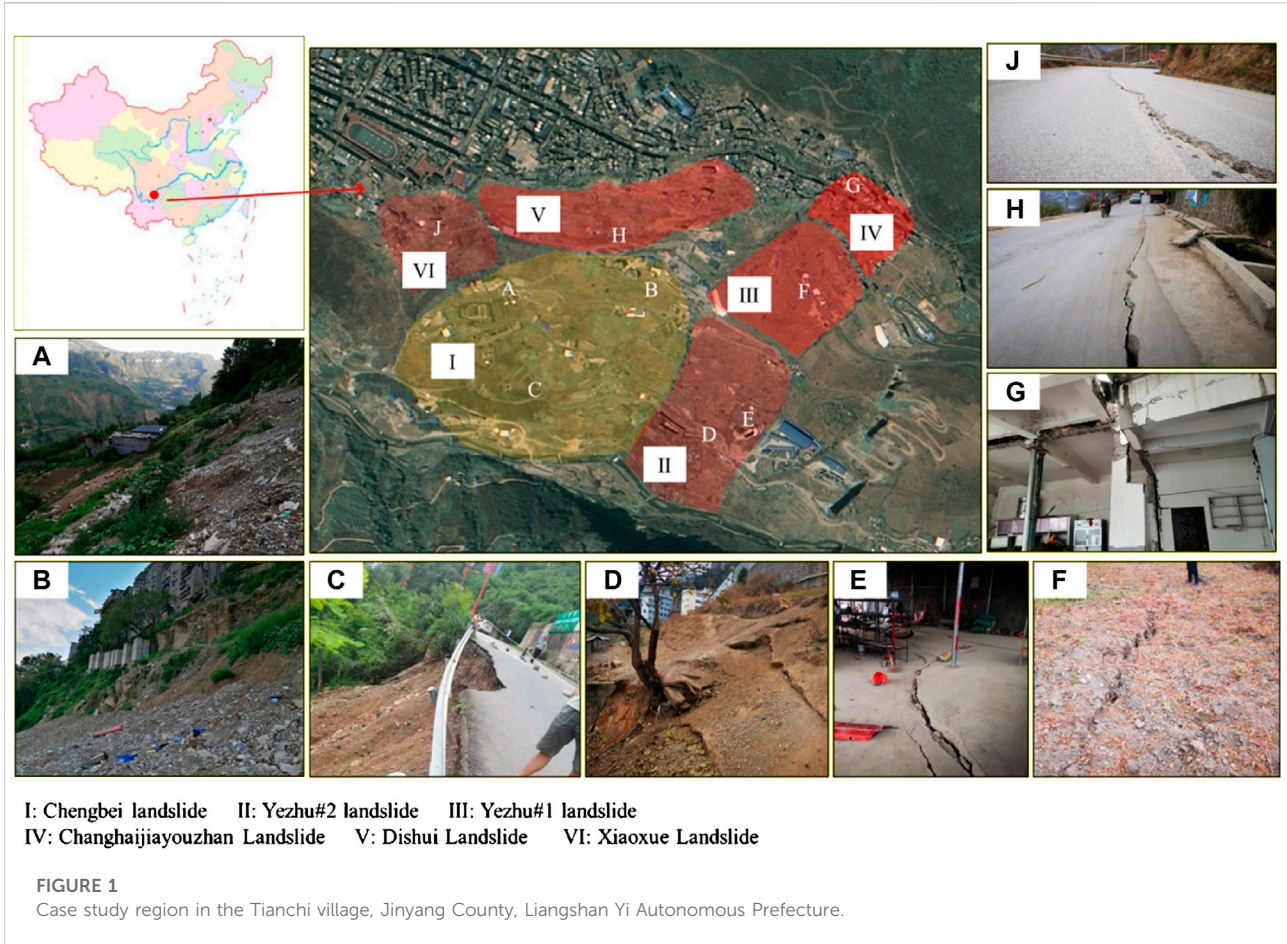 A
B
C
D
E
F
G
H
J
J
V
H
G
IV
VI
A
B
III
F
I
C
E
D
II
I: Chengbei landslide II: Yezhu#2 landslide III: Yezhu#1 landslide
IV: Changhaijiayouzhan Landslide V: Dishui Landslide VI: Xiaoxue Landslide
FIGURE 1
Case study region in the Tianchi village, Jinyang County, Liangshan Yi Autonomous Prefecture.